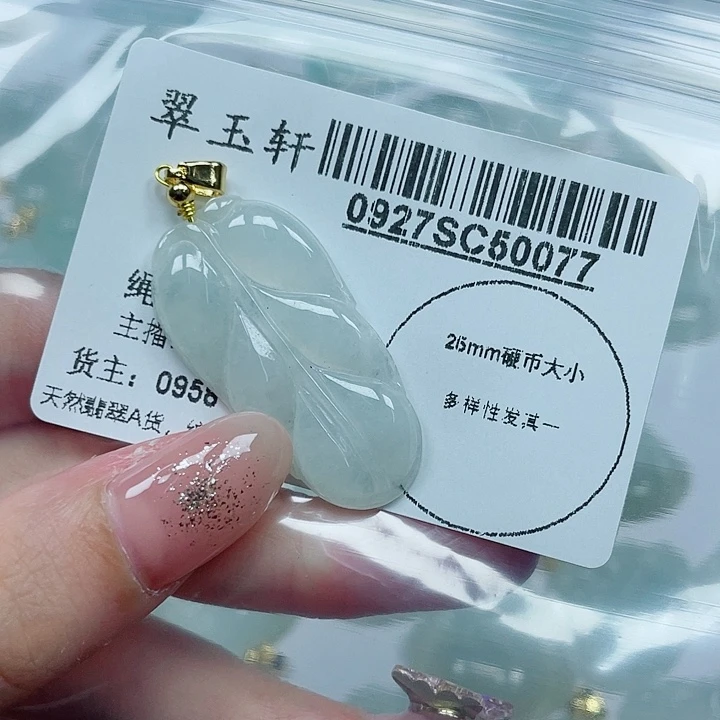 翠玉轩
0927SC50077
26mm硬币大小
多样性发其一
绳
主播
货主：0958
天然翡翠A货，